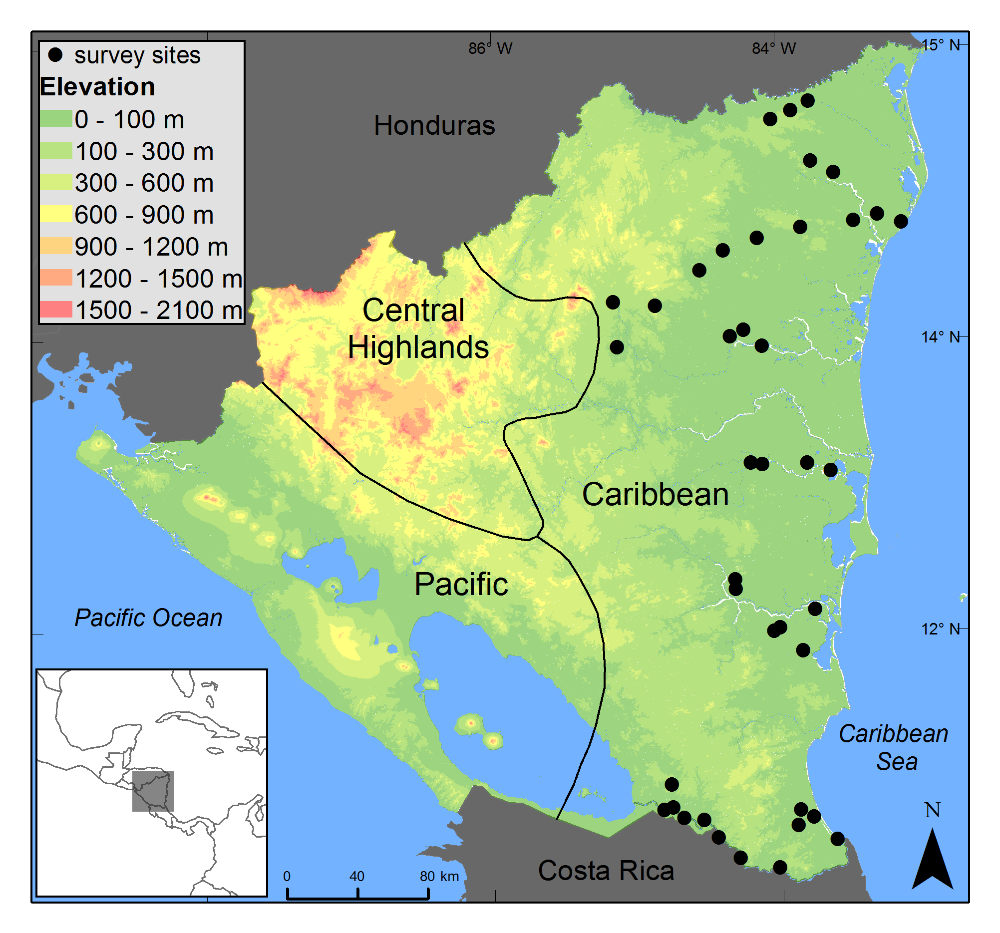 survey sites
Elevation
0 - 100 m
100 - 300 m
300 - 600 m
600 - 900 m
900 - 1200 m
1200 - 1500 m
1500 - 2100 m
86° W
84° W
15° N
Honduras
Central
Highlands
14° N
Caribbean
Pacific
Pacific Ocean
12° N
Caribbean
Sea
N
Costa Rica
0 40 80 km